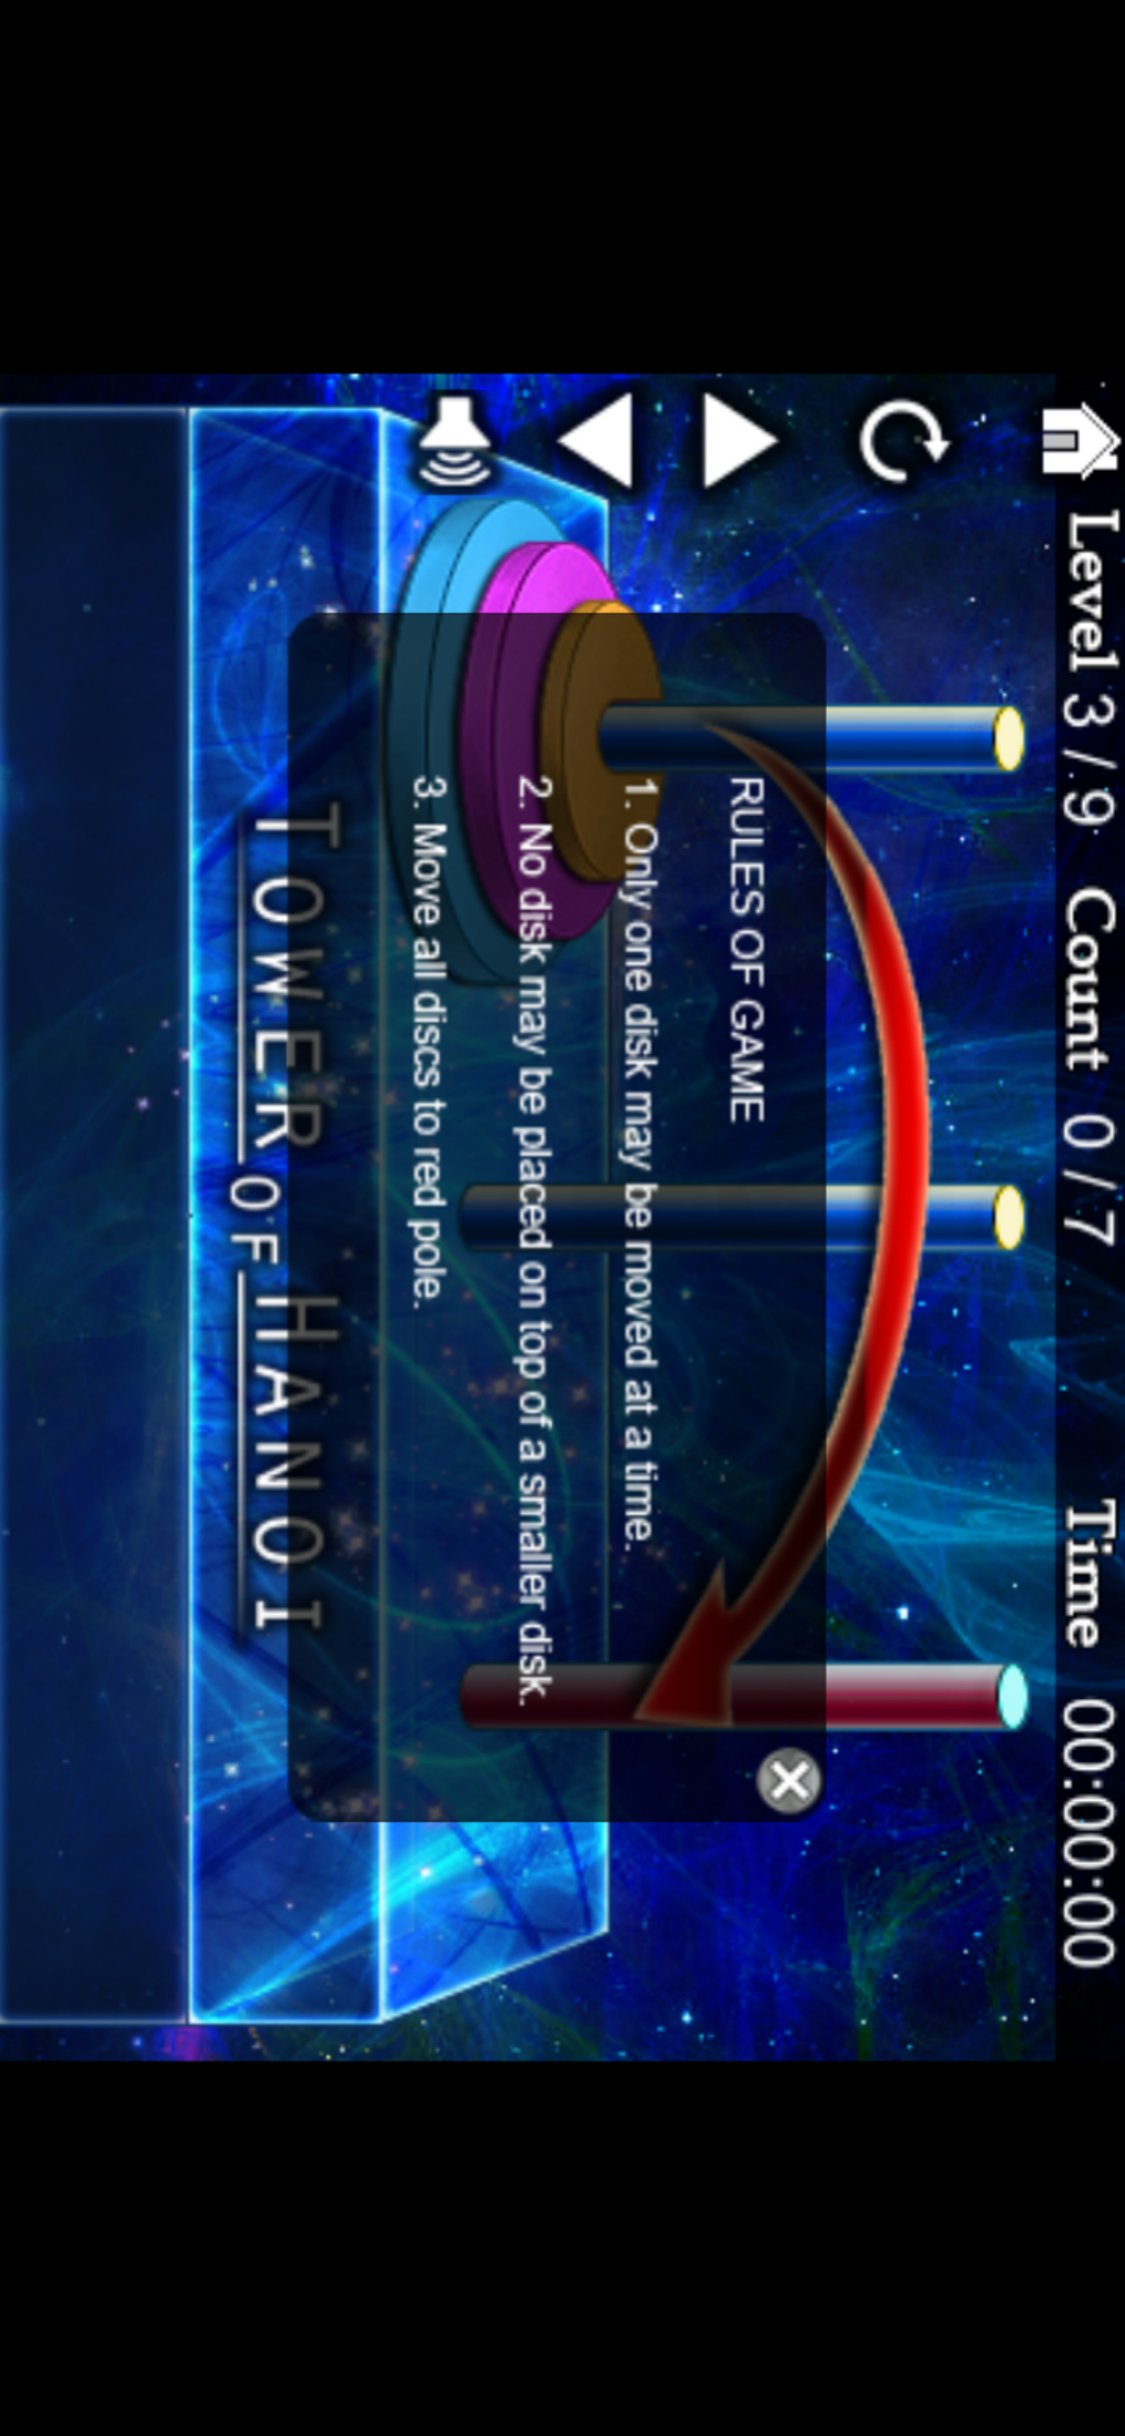 Level 3 / 9 Count 0 / 7 Time 00:00:00
RULES OF GAME
1. Only one disk may be moved at a time.
2. No disk may be placed on top of a smaller disk.
3. Move all discs to red pole.
TOWER OF HANOI